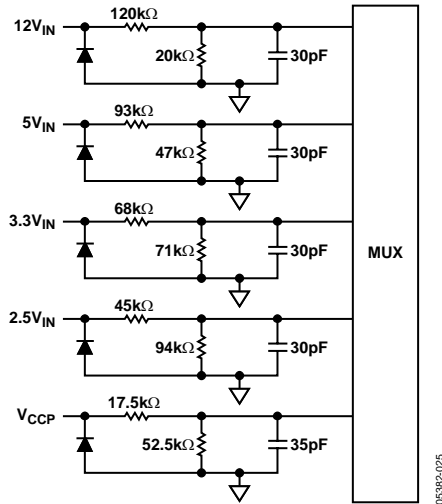 12VIN
120kΩ
20kΩ
30pF
5VIN
93kΩ
47kΩ
30pF
3.3VIN
68kΩ
71kΩ
30pF
MUX
2.5VIN
45kΩ
94kΩ
30pF
VCCP
17.5kΩ
52.5kΩ
35pF
06382-025